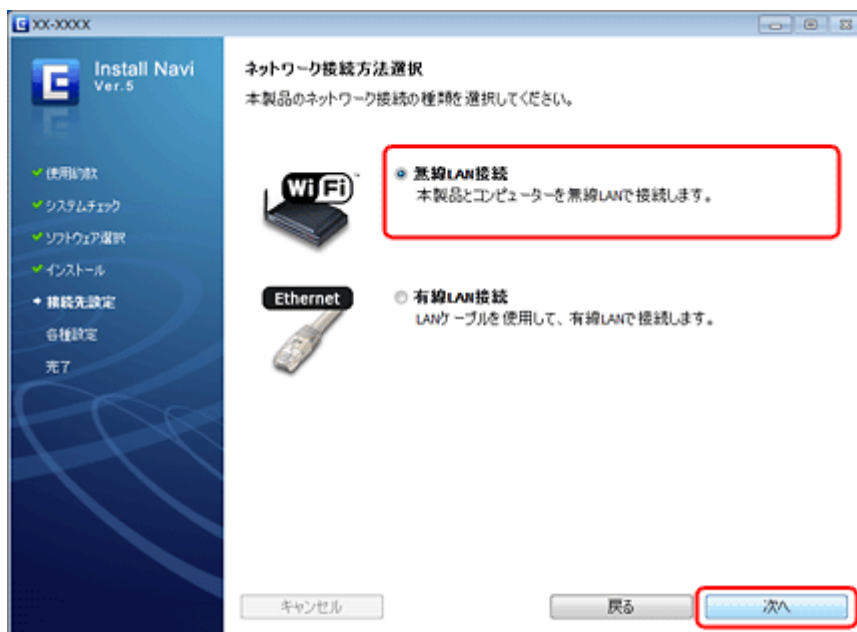 XX-XXXX
Install Navi
Ver.5
使用約款
システムチェック
ソフトウェア選択
インストール
接続先設定
各種設定
完了
ネットワーク接続方法選択
本製品のネットワーク接続の種類を選択してください。
WiFi
無線LAN接続
本製品とコンピューターを無線LANで接続します。
Ethernet
有線LAN接続
LANケーブルを使用して、有線LANで接続します。
キャンセル
戻る
次へ